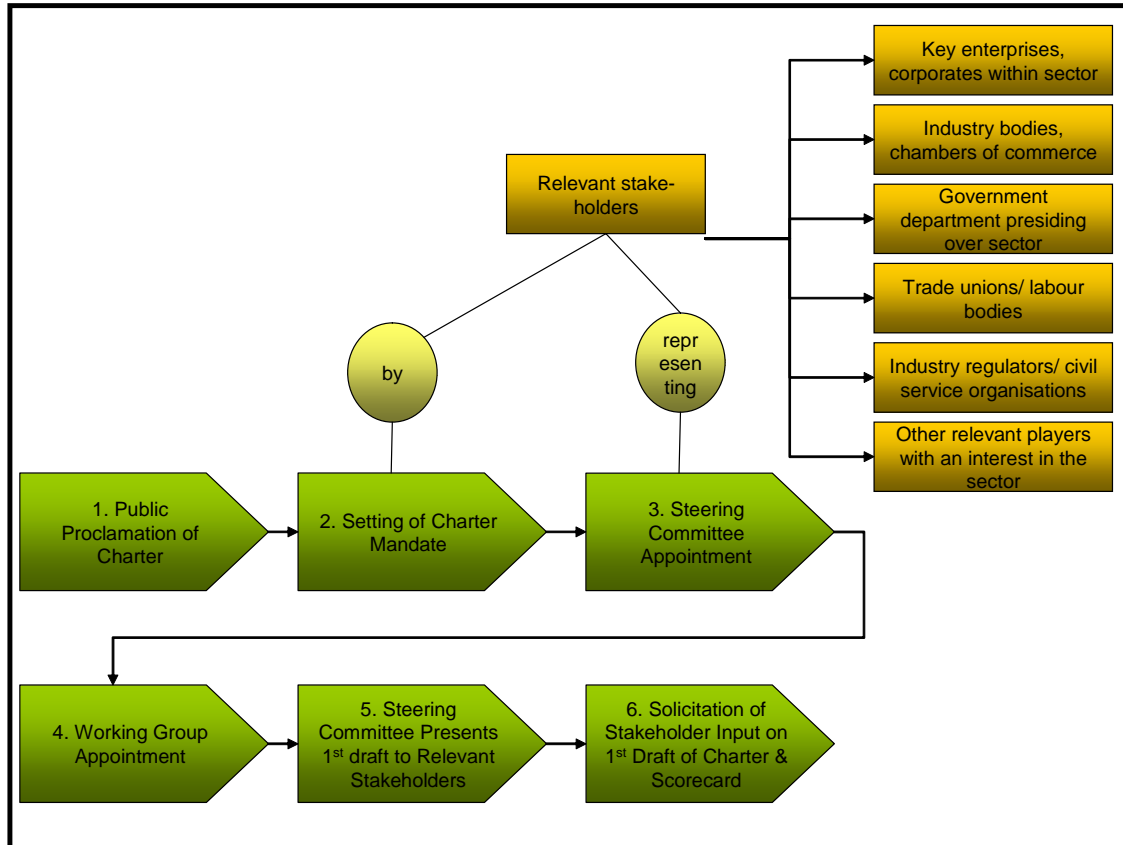 Key enterprises,
corporates within sector
Industry bodies,
chambers of commerce
Relevant stake-
holders
Government
department presiding
over sector
Trade unions/ labour
bodies
by
repr
esen
ting
Industry regulators/ civil
service organisations
Other relevant players
with an interest in the
sector
1. Public
Proclamation of
Charter
2. Setting of Charter
Mandate
3. Steering
Committee
Appointment
4. Working Group
Appointment
5. Steering
Committee Presents
1st draft to Relevant
Stakeholders
6. Solicitation of
Stakeholder Input on
1st Draft of Charter &
Scorecard